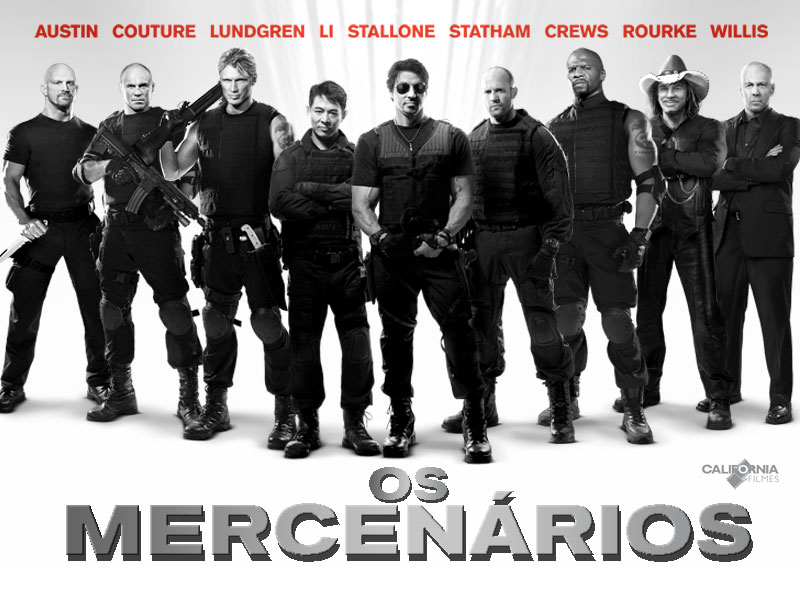 AUSTIN COUTURE LUNDGREN LI STALLONE STATHAM CREWS ROURKE WILLIS
CALIFORNIA
FILMES
OS
MERCENÁRIOS